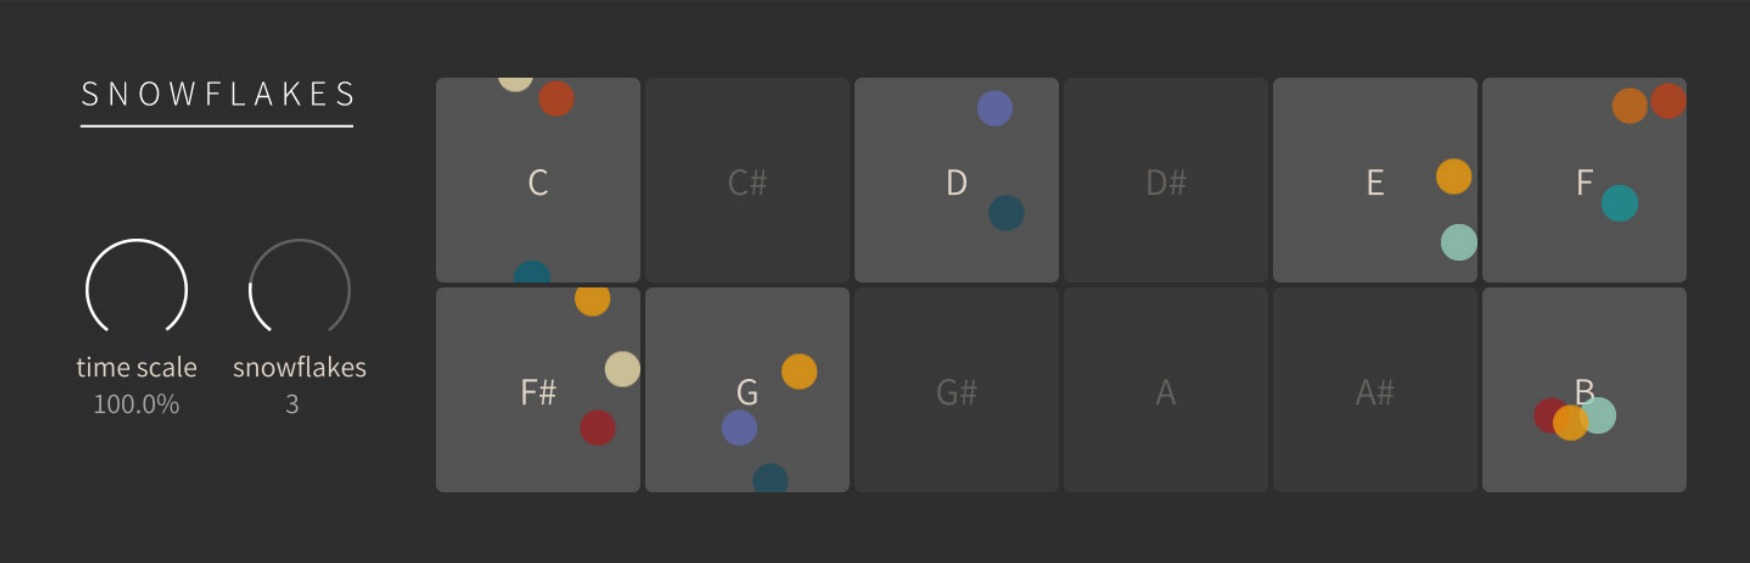 SNOWFLAKES
time scale
100.0%
snowflakes
3
C
C#
D
D#
E
F
F#
G
G#
A
A#
B